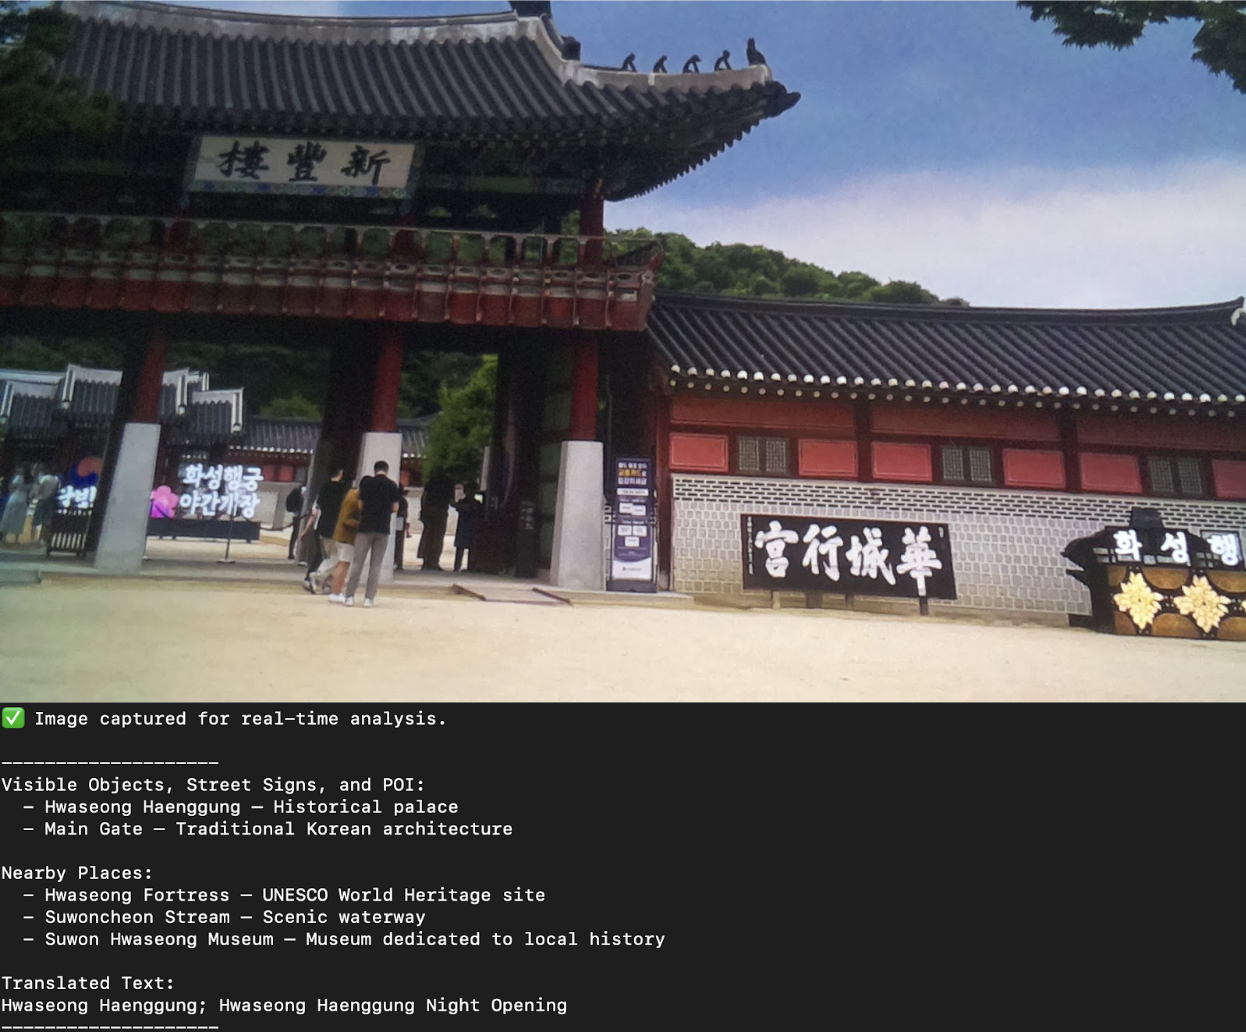 樓豐新
화성행궁
야간개장
宮行城華
화성행
✅ Image captured for real-time analysis.
____________________
Visible Objects, Street Signs, and POI:
– Hwaseong Haenggung – Historical palace
– Main Gate – Traditional Korean architecture
Nearby Places:
– Hwaseong Fortress – UNESCO World Heritage site
– Suwoncheon Stream – Scenic waterway
– Suwon Hwaseong Museum – Museum dedicated to local history
Translated Text:
Hwaseong Haenggung; Hwaseong Haenggung Night Opening
____________________